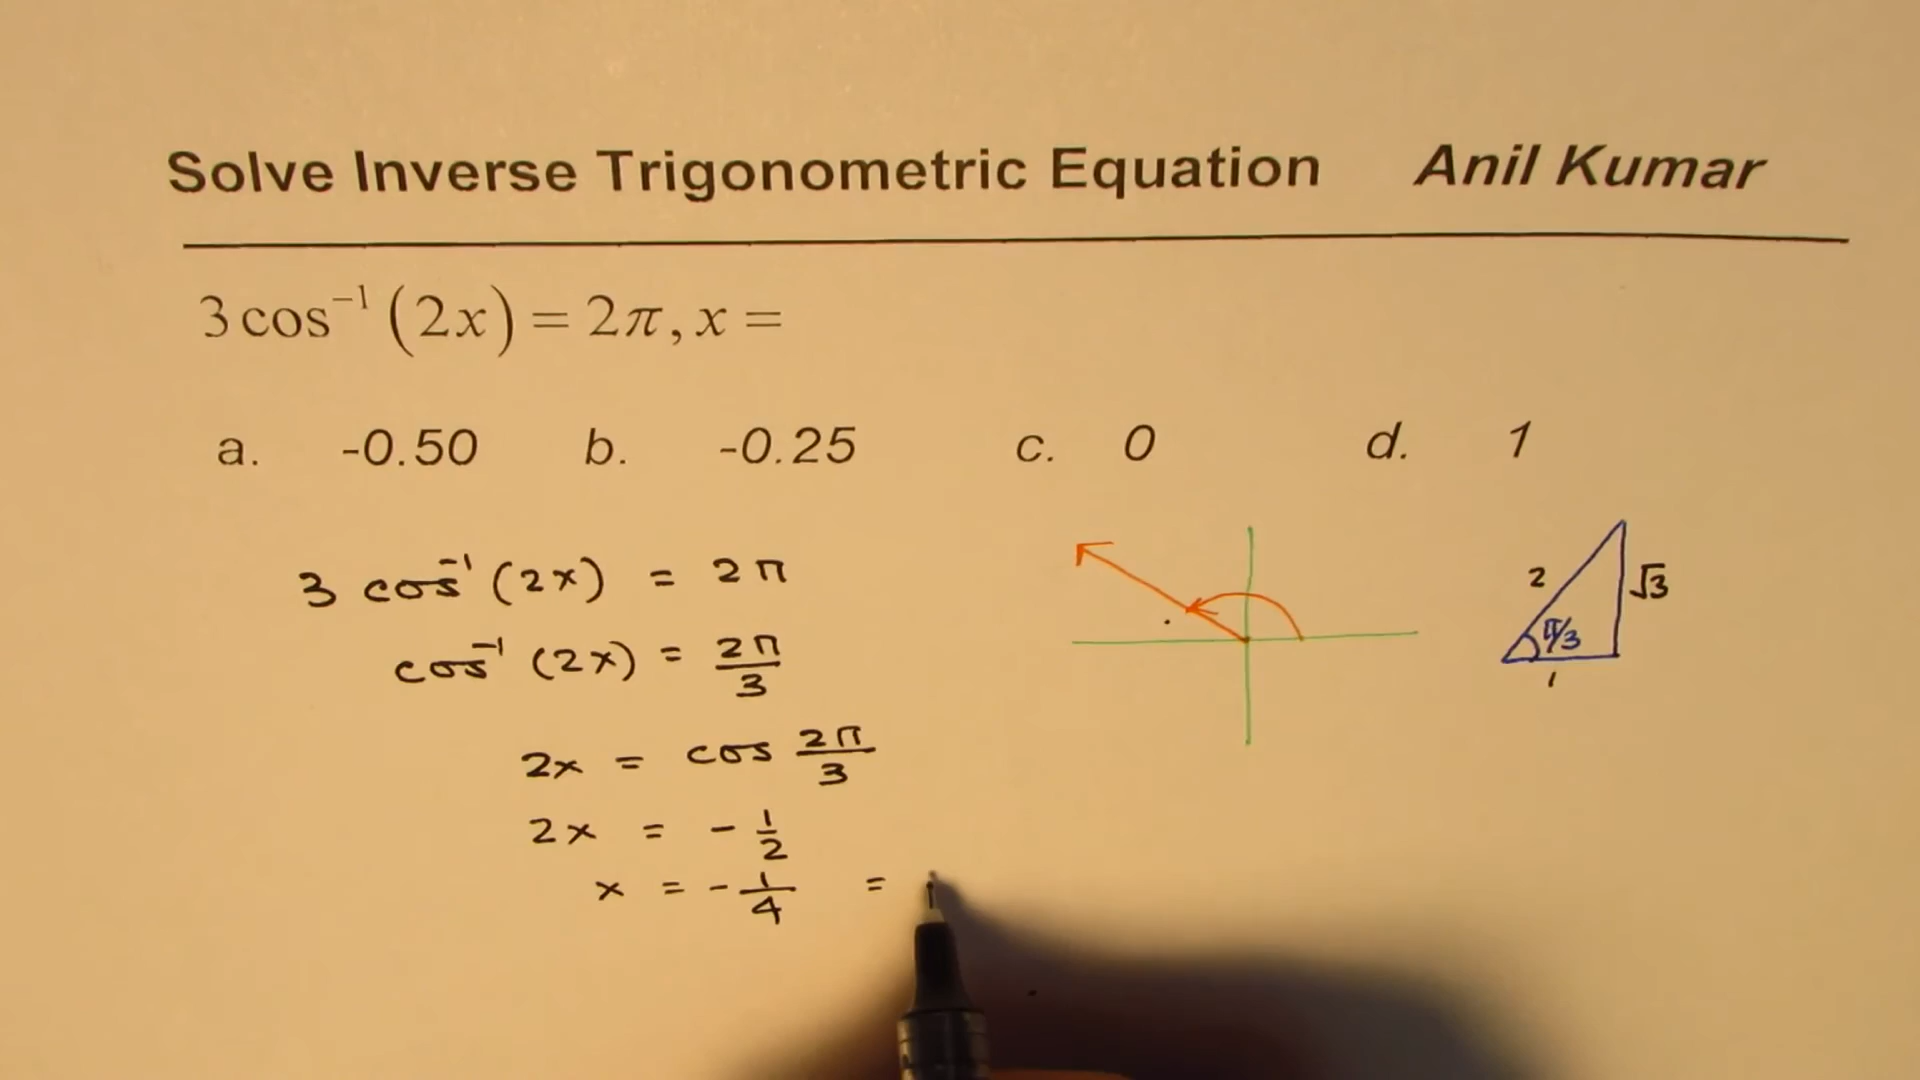 Solve Inverse Trigonometric Equation Anil Kumar
3 cos⁻¹ (2x) = 2π, x =
a. -0.50 b. -0.25 c. 0 d. 1
3 cos⁻¹ (2x) = 2π
cos⁻¹ (2x) = 2π/3
2x = cos 2π/3
2x = - 1/2
x = - 1/4 =
2 √3
π/3
1